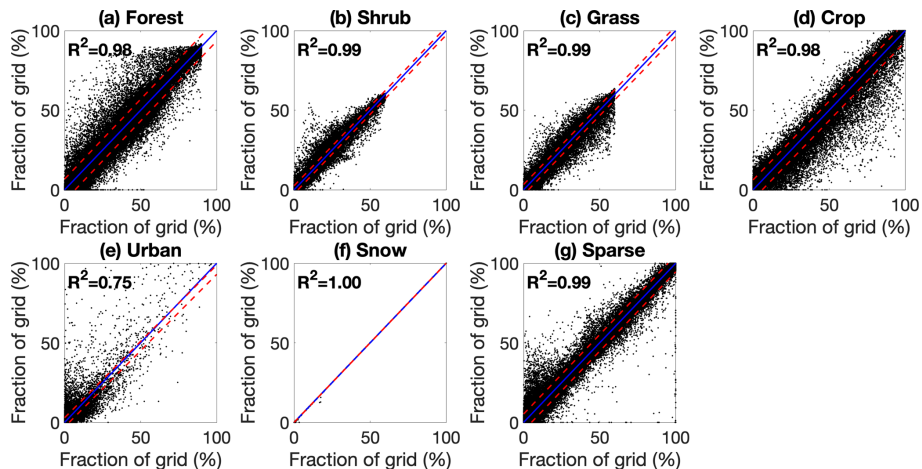 (a) Forest
(b) Shrub
(c) Grass
(d) Crop
100
50
0
R²=0.98
Fraction of grid (%)
0
50
100
Fraction of grid (%)
100
50
0
R²=0.99
Fraction of grid (%)
0
50
100
Fraction of grid (%)
100
50
0
R²=0.99
Fraction of grid (%)
0
50
100
Fraction of grid (%)
100
50
0
R²=0.98
Fraction of grid (%)
0
50
100
Fraction of grid (%)
(e) Urban
(f) Snow
(g) Sparse
100
50
0
R²=0.75
Fraction of grid (%)
0
50
100
Fraction of grid (%)
100
50
0
R²=1.00
Fraction of grid (%)
0
50
100
Fraction of grid (%)
100
50
0
R²=0.99
Fraction of grid (%)
0
50
100
Fraction of grid (%)